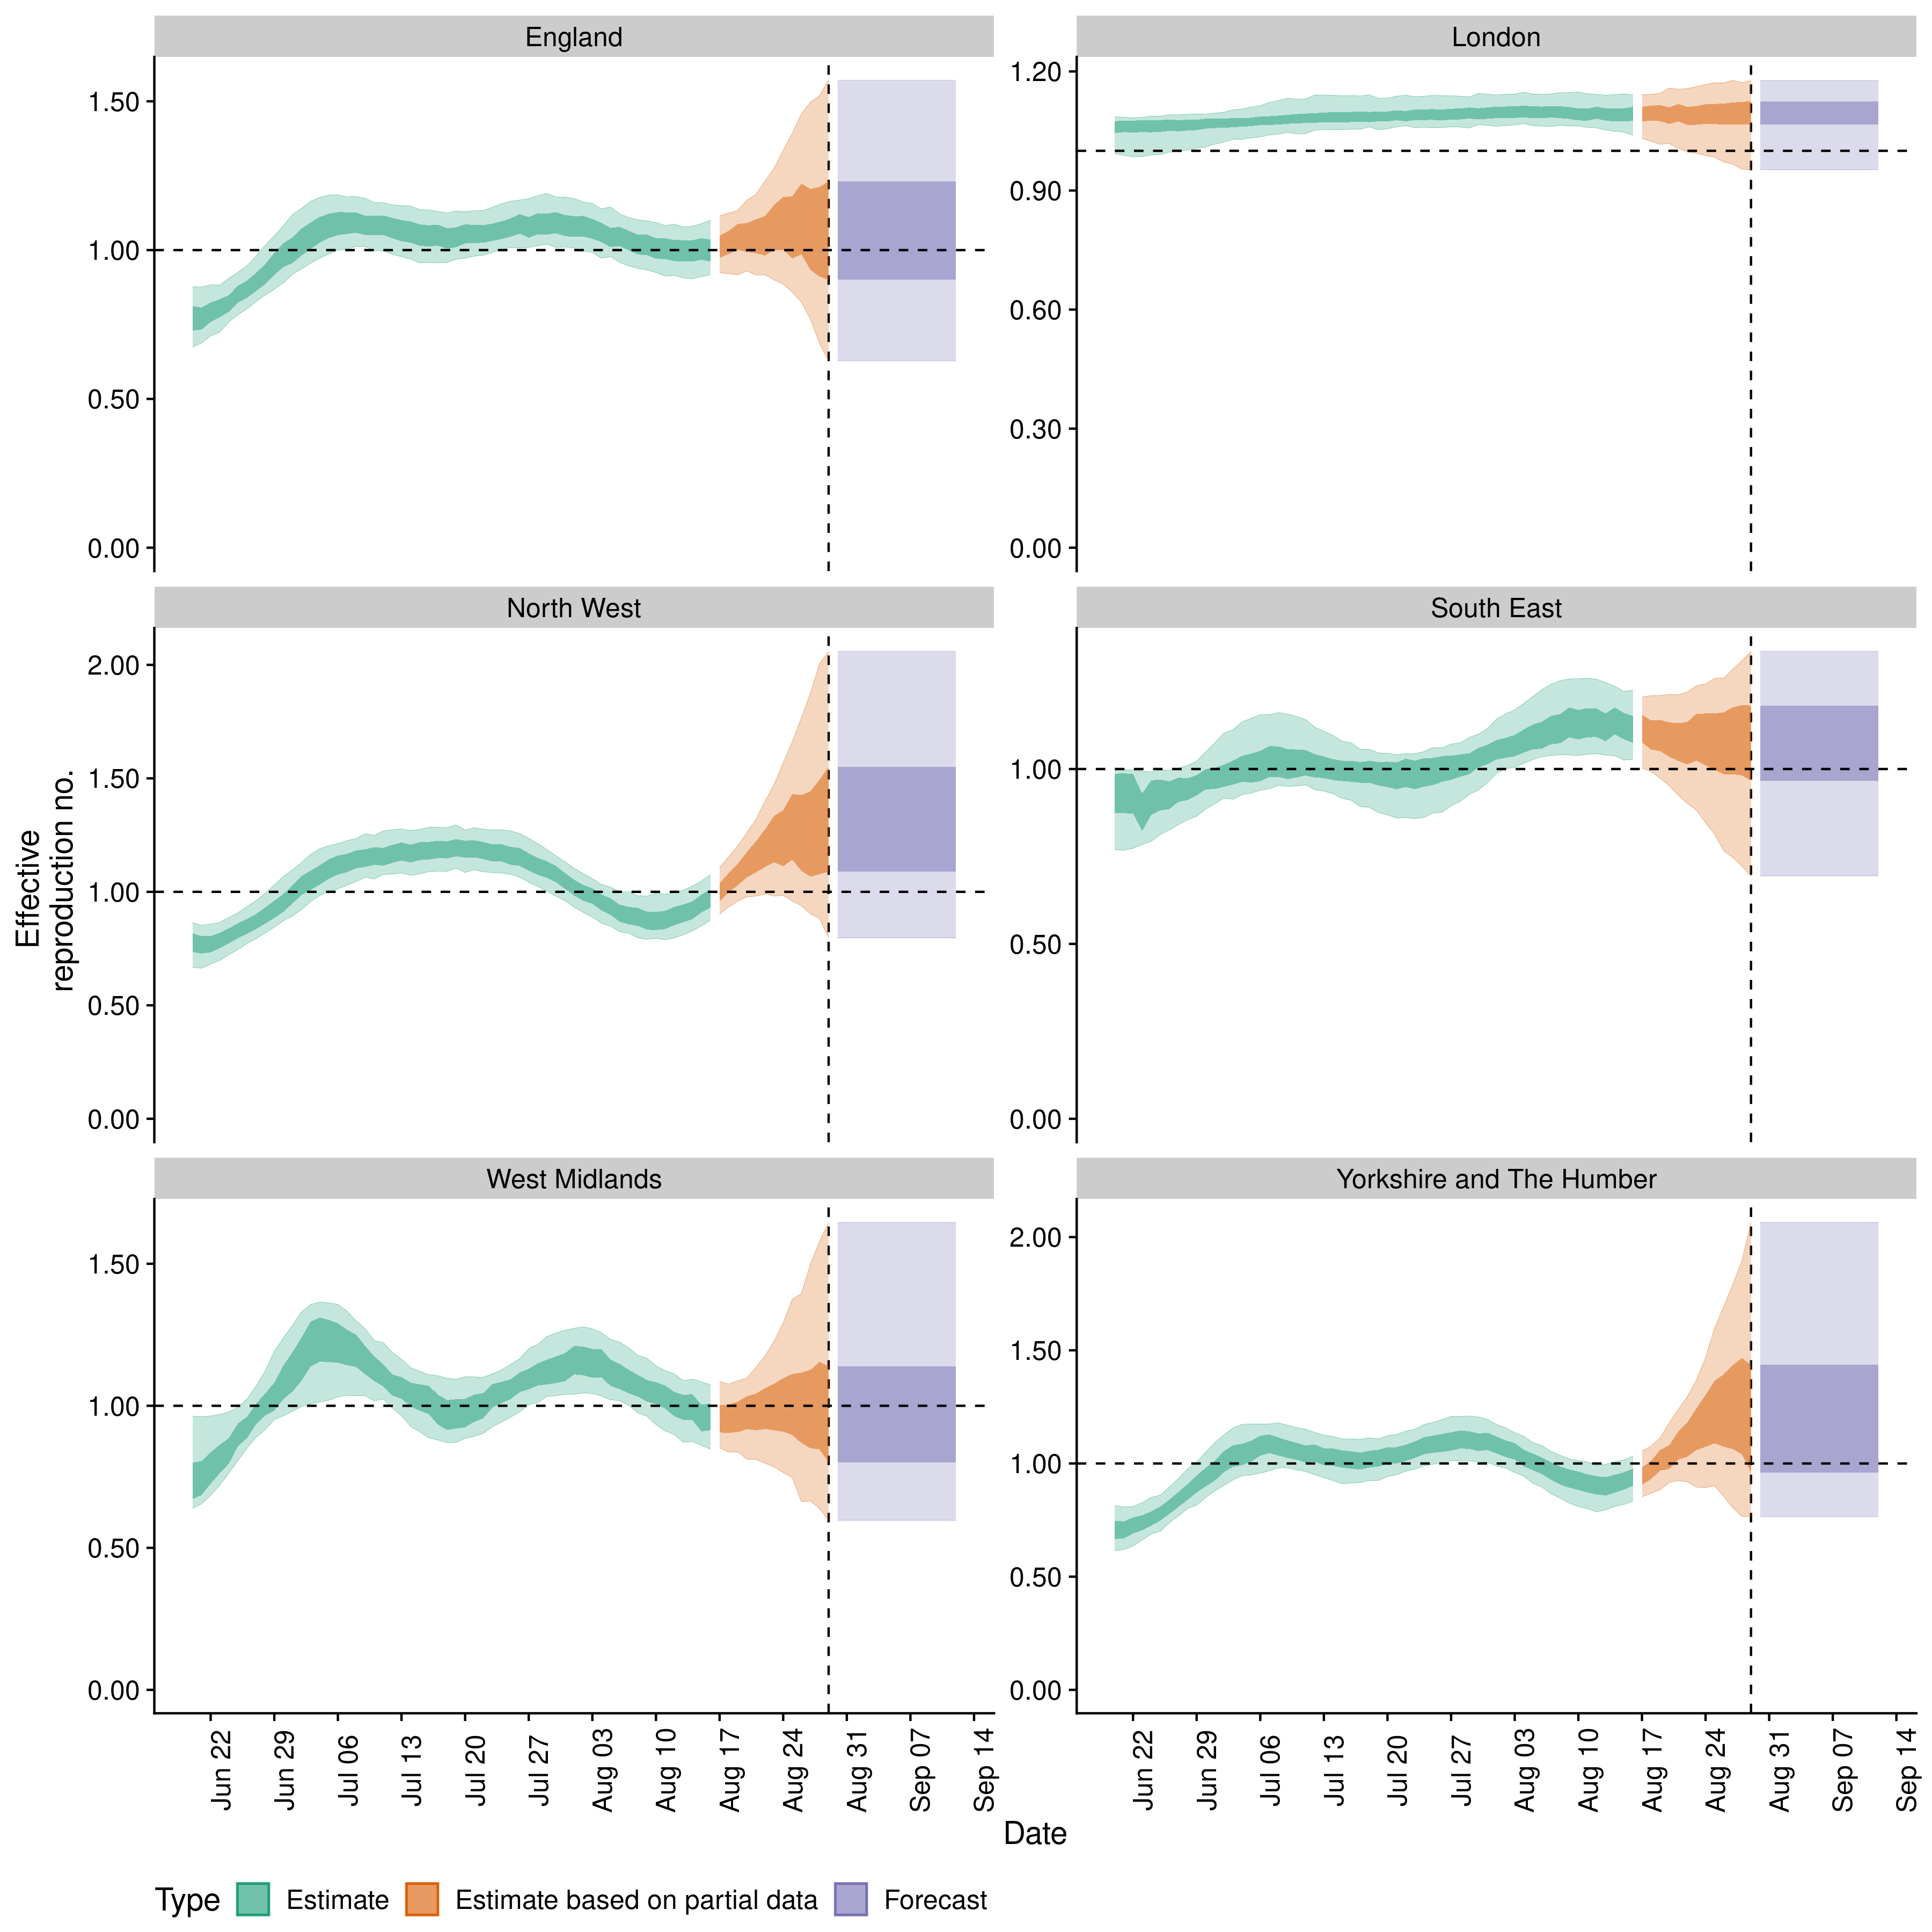 England
London
1.50
1.00
0.50
0.00
1.20
0.90
0.60
0.30
0.00
North West
South East
2.00
1.50
1.00
0.50
0.00
1.00
0.50
0.00
West Midlands
Yorkshire and The Humber
1.50
1.00
0.50
0.00
2.00
1.50
1.00
0.50
0.00
Effective
reproduction no.
Jun 22
Jun 29
Jul 06
Jul 13
Jul 20
Jul 27
Aug 03
Aug 10
Aug 17
Aug 24
Aug 31
Sep 07
Sep 14
Jun 22
Jun 29
Jul 06
Jul 13
Jul 20
Jul 27
Aug 03
Aug 10
Aug 17
Aug 24
Aug 31
Sep 07
Sep 14
Date
Type Estimate Estimate based on partial data Forecast